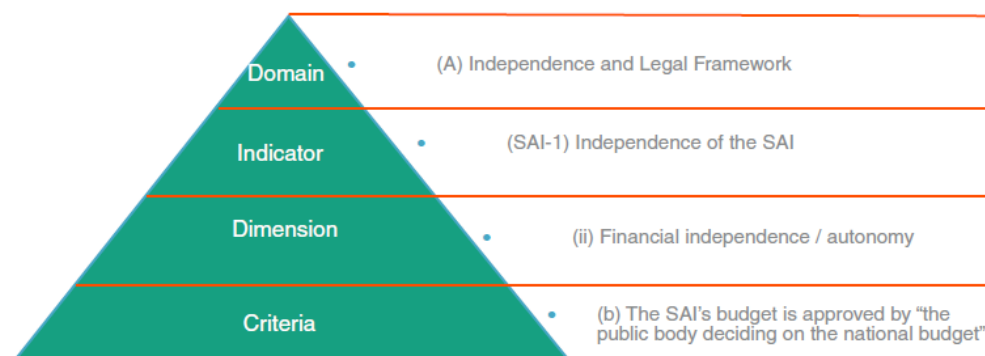 Domain
(A) Independence and Legal Framework
Indicator
(SAI-1) Independence of the SAI
Dimension
(ii) Financial independence / autonomy
Criteria
(b) The SAI's budget is approved by “the
public body deciding on the national budget”